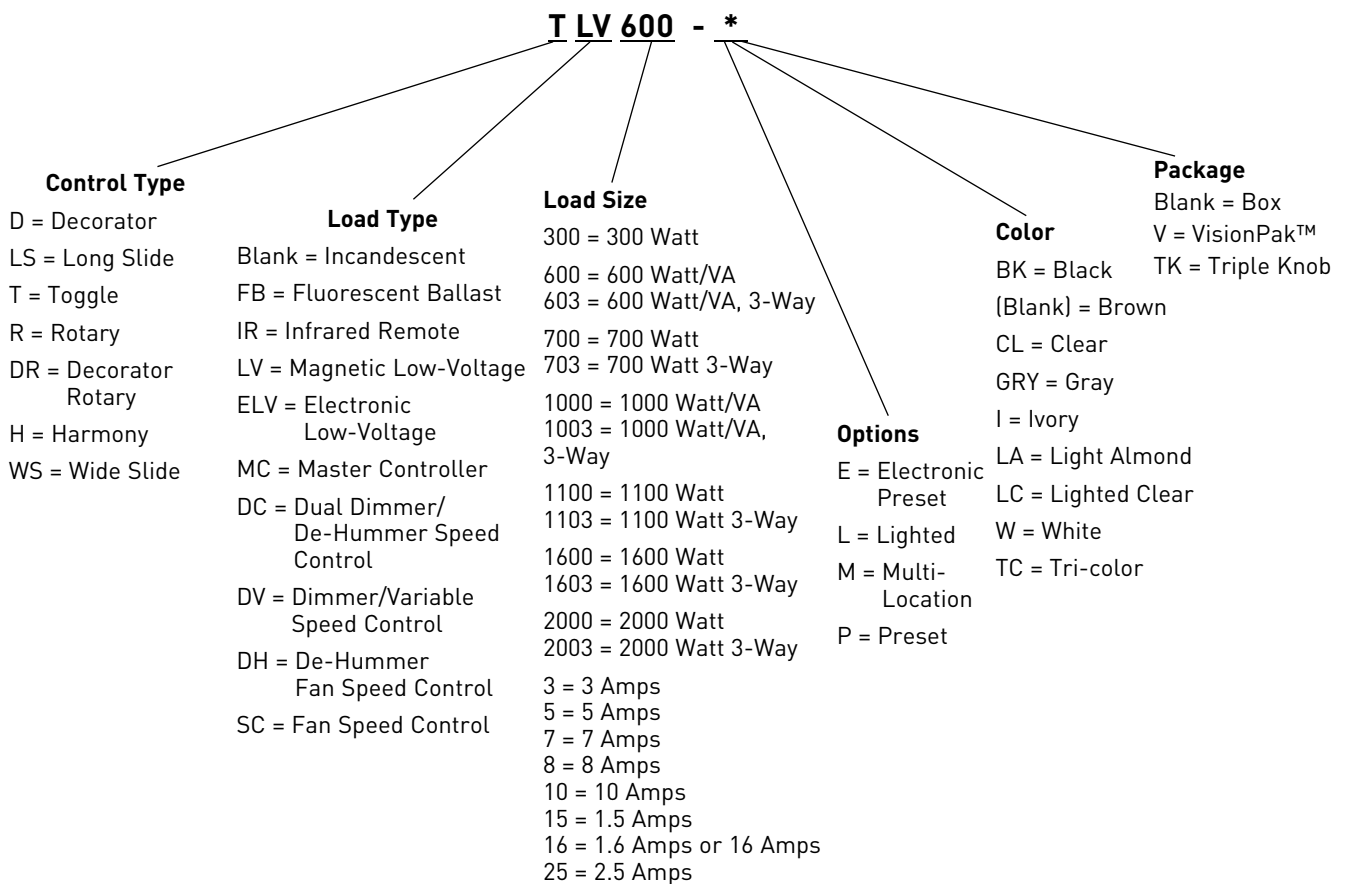 T LV 600 - *
Control Type
D = Decorator
LS = Long Slide
T = Toggle
R = Rotary
DR = Decorator
Rotary
H = Harmony
WS = Wide Slide
Load Type
Blank = Incandescent
FB = Fluorescent Ballast
IR = Infrared Remote
LV = Magnetic Low-Voltage
ELV = Electronic
Low-Voltage
MC = Master Controller
DC = Dual Dimmer/
De-Hummer Speed
Control
DV = Dimmer/Variable
Speed Control
DH = De-Hummer
Fan Speed Control
SC = Fan Speed Control
Load Size
300 = 300 Watt
600 = 600 Watt/VA
603 = 600 Watt/VA, 3-Way
700 = 700 Watt
703 = 700 Watt 3-Way
1000 = 1000 Watt/VA
1003 = 1000 Watt/VA,
3-Way
1100 = 1100 Watt
1103 = 1100 Watt 3-Way
1600 = 1600 Watt
1603 = 1600 Watt 3-Way
2000 = 2000 Watt
2003 = 2000 Watt 3-Way
3 = 3 Amps
5 = 5 Amps
7 = 7 Amps
8 = 8 Amps
10 = 10 Amps
15 = 1.5 Amps
16 = 1.6 Amps or 16 Amps
25 = 2.5 Amps
Options
E = Electronic
Preset
L = Lighted
M = Multi-
Location
P = Preset
Color
BK = Black
(Blank) = Brown
CL = Clear
GRY = Gray
I = Ivory
LA = Light Almond
LC = Lighted Clear
W = White
TC = Tri-color
Package
Blank = Box
V = VisionPak™
TK = Triple Knob